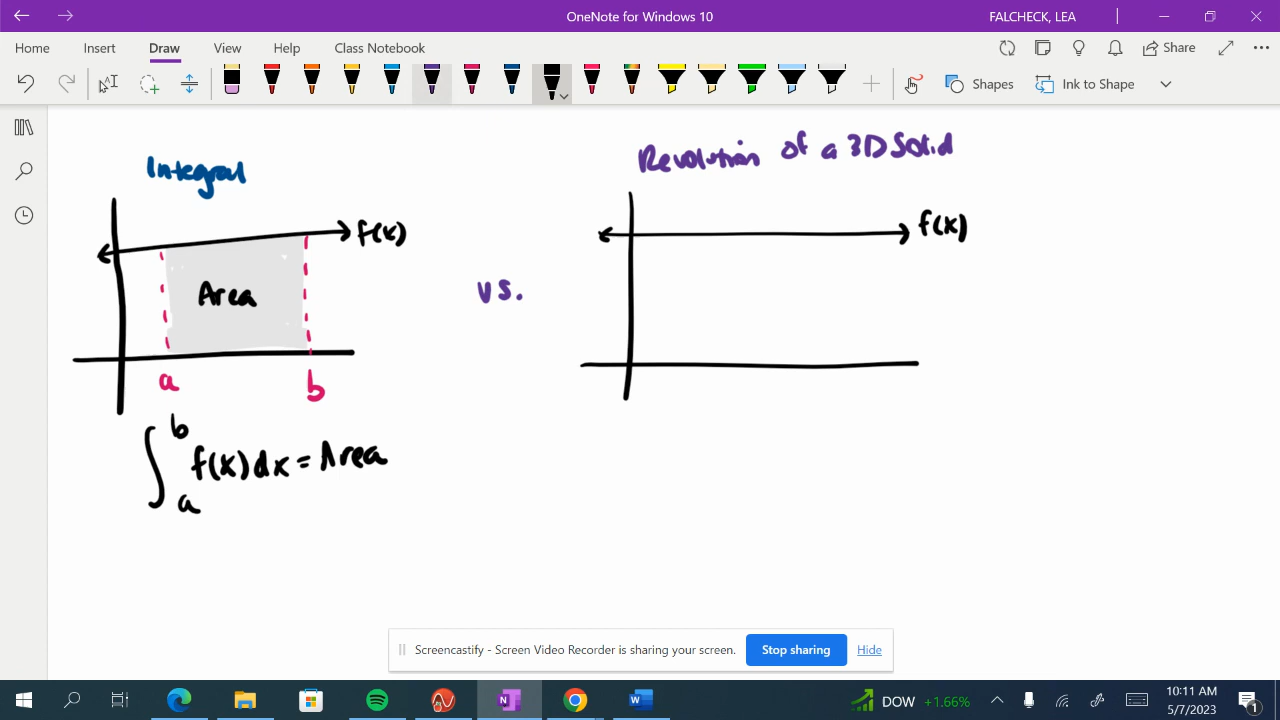 OneNote for Windows 10
FALCHECK, LEA
Home Insert Draw View Help Class Notebook
Share
Shapes
Ink to Shape
Integral
Revolution of a 3D Solid
f(x)
f(x)
Area
vs.
a b
∫ₐᵇ f(x)dx = Area
Screencastify - Screen Video Recorder is sharing your screen.
Stop sharing
Hide
DOW +1.66%
10:11 AM
5/7/2023
1